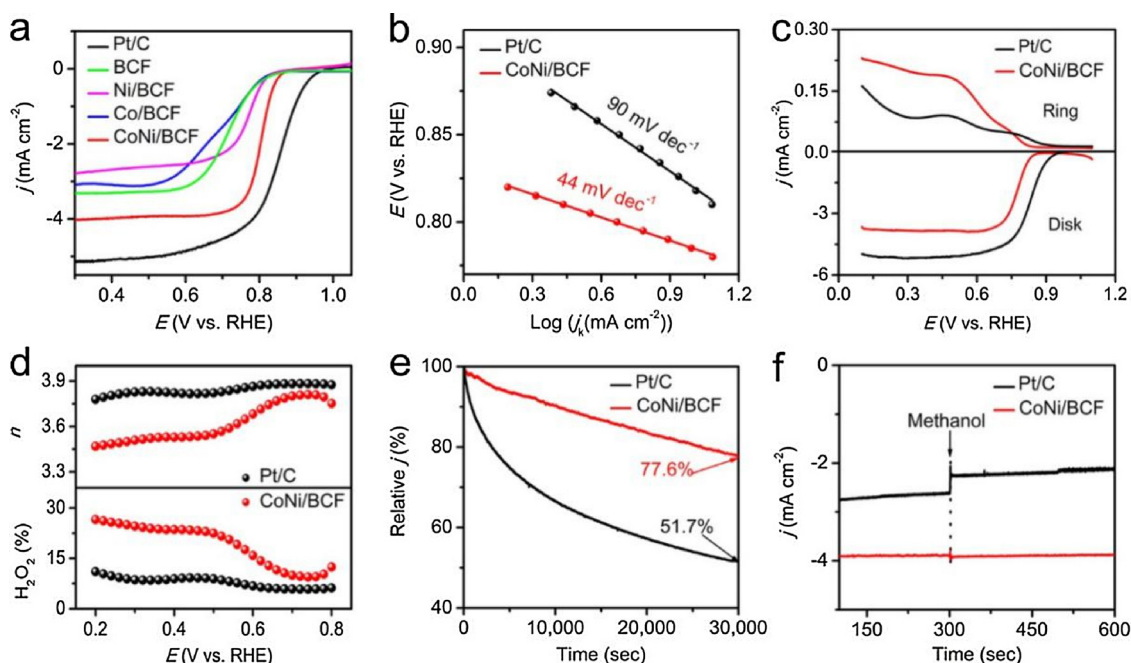 a
Pt/C
BCF
Ni/BCF
Co/BCF
CoNi/BCF
0
-2
-4
j (mA cm⁻²)
0.4 0.6 0.8 1.0
E (V vs. RHE)
b
Pt/C
CoNi/BCF
90 mV dec⁻¹
44 mV dec⁻¹
0.90
0.85
0.80
E (V vs. RHE)
0.0 0.3 0.6 0.9 1.2
Log (jₖ(mA cm⁻²)
c
Pt/C
CoNi/BCF
Ring
Disk
0.30
0.15
0.0
-3
-6
j (mA cm⁻²)
0.0 0.3 0.6 0.9 1.2
E (V vs. RHE)
d
3.9
3.6
3.3
n
Pt/C
CoNi/BCF
30
15
0
H₂O₂ (%)
0.2 0.4 0.6 0.8
E (V vs. RHE)
e
Pt/C
CoNi/BCF
77.6%
51.7%
100
80
60
40
Relative j (%)
0 10,000 20,000 30,000
Time (sec)
f
Pt/C
CoNi/BCF
Methanol
0
-2
-4
j (mA cm⁻²)
150 300 450 600
Time (sec)